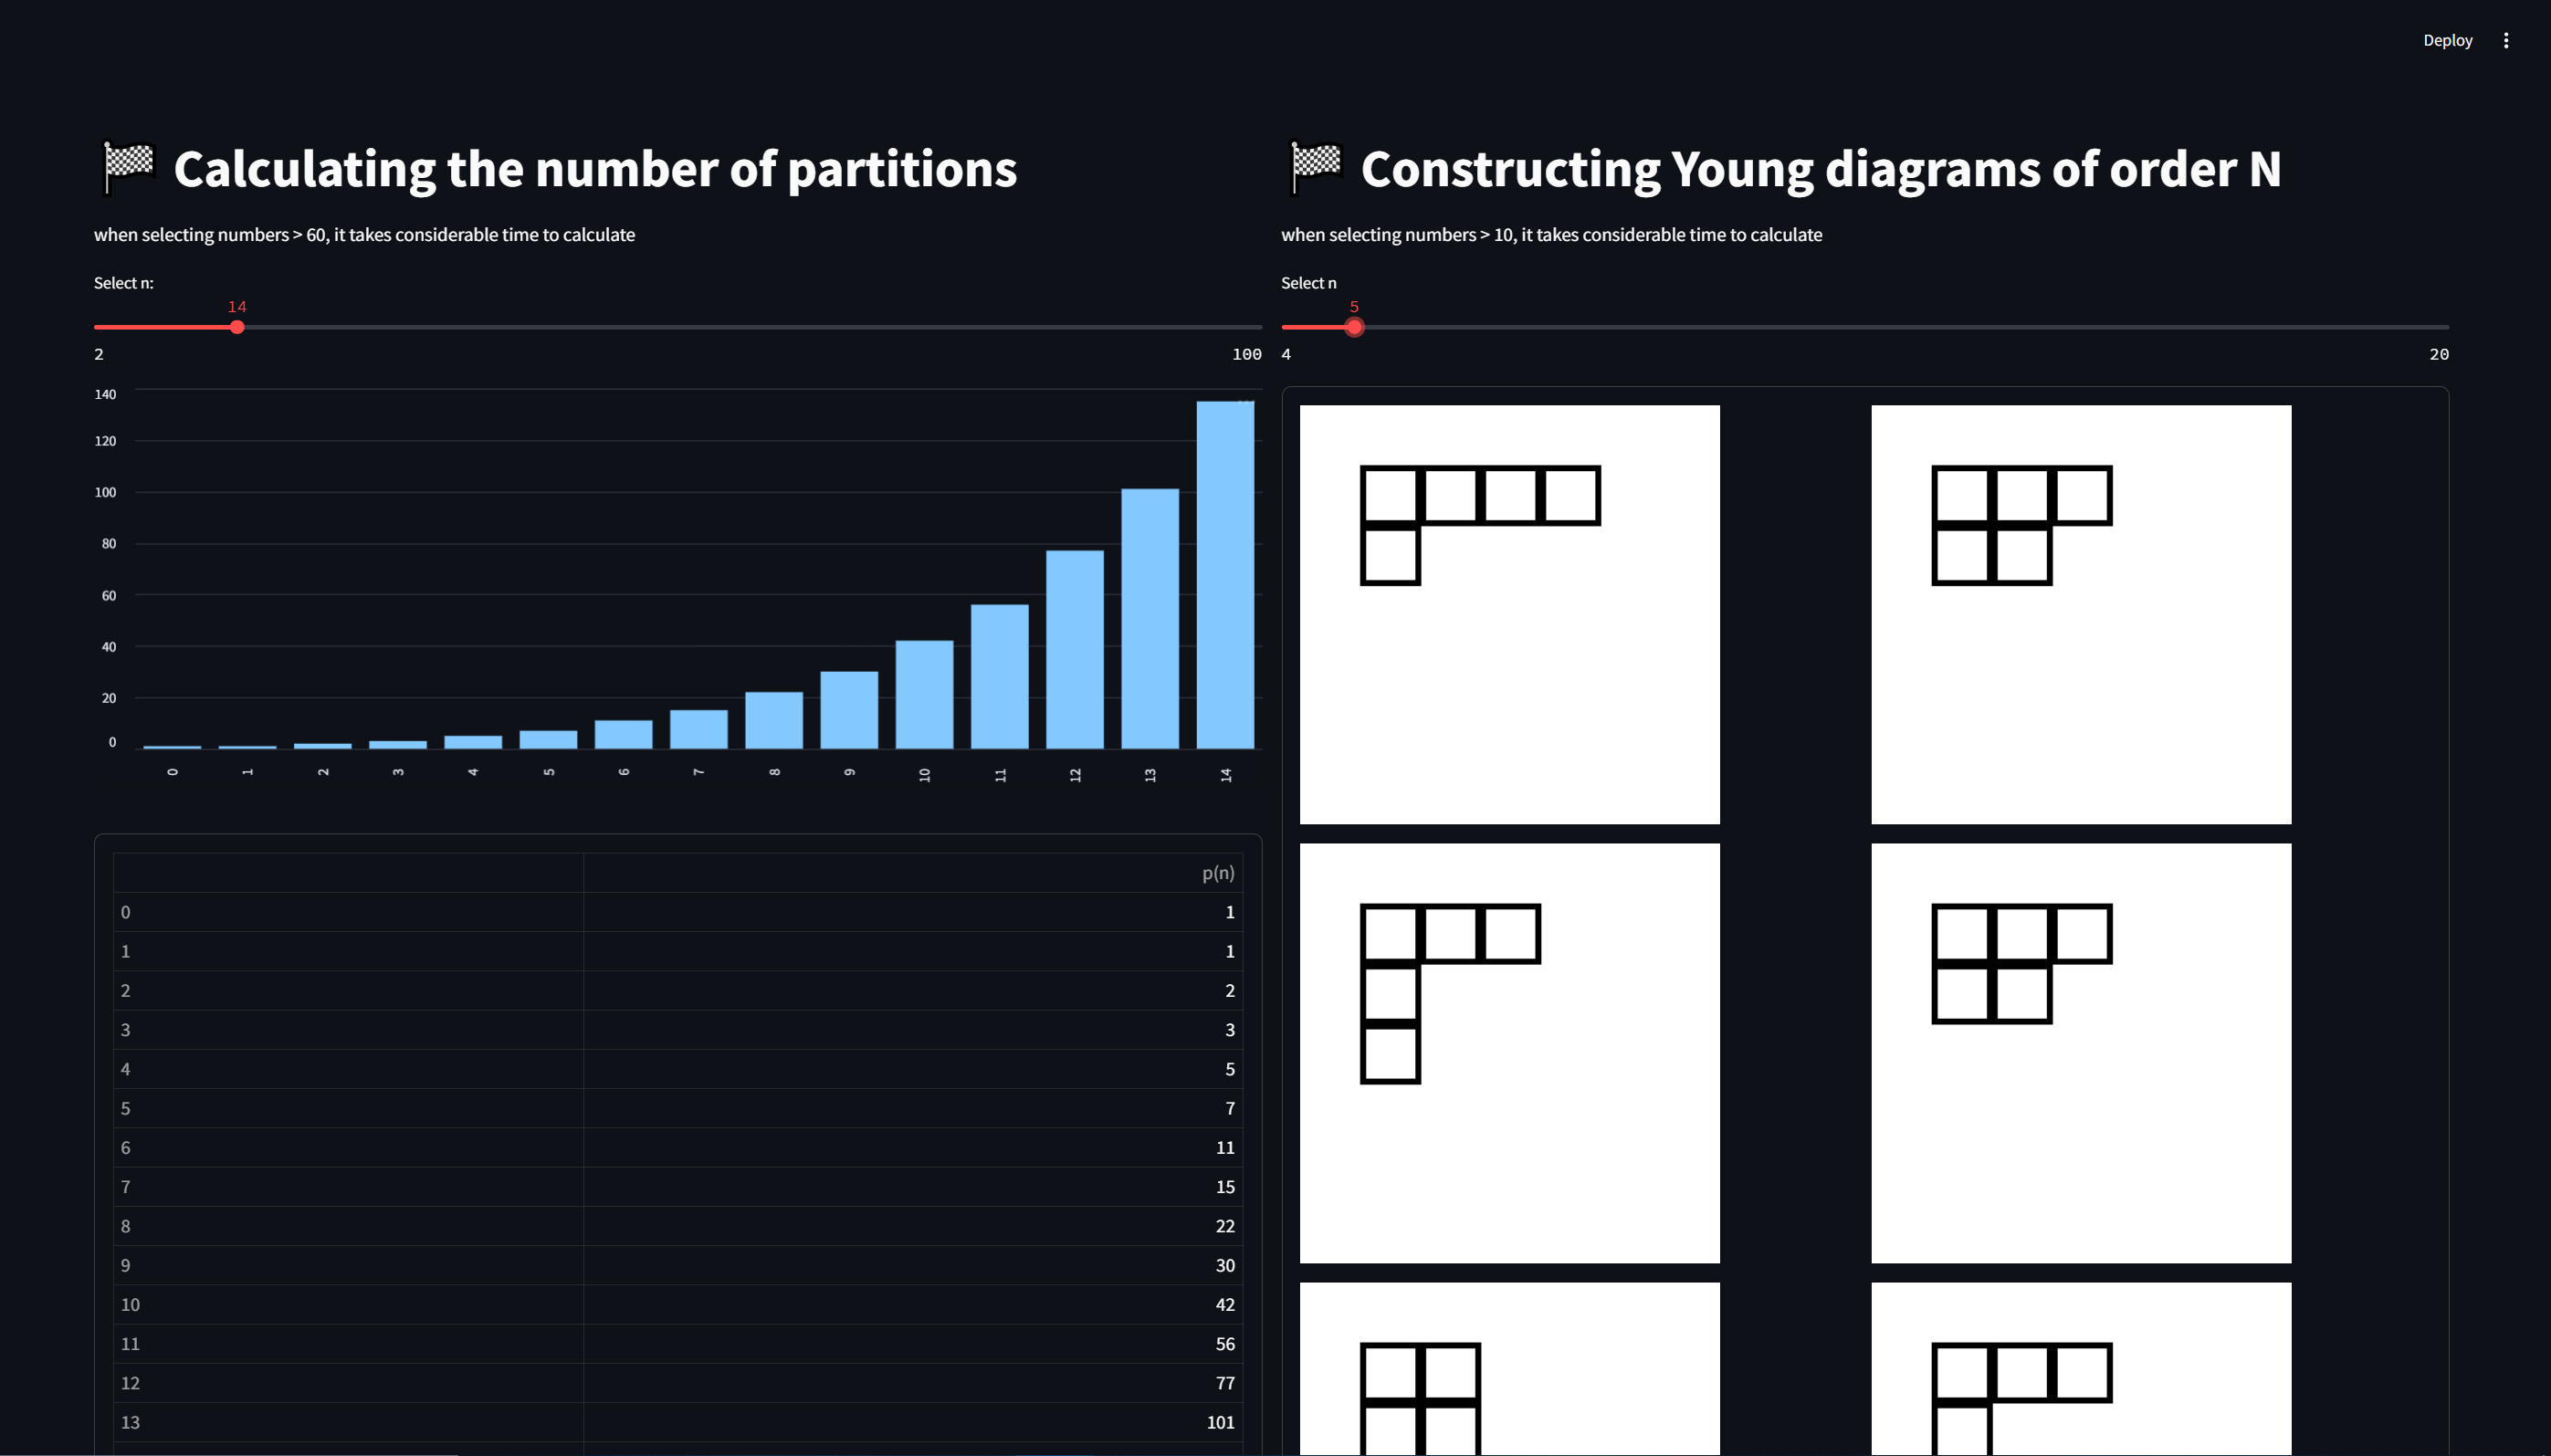 Deploy
Calculating the number of partitions
when selecting numbers > 60, it takes considerable time to calculate
Select n:
14
2 100
140
120
100
80
60
40
20
0
0 1 2 3 4 5 6 7 8 9 10 11 12 13 14
p(n)
0 1
1 1
2 2
3 3
4 5
5 7
6 11
7 15
8 22
9 30
10 42
11 56
12 77
13 101
Constructing Young diagrams of order N
when selecting numbers > 10, it takes considerable time to calculate
Select n
5
4 20